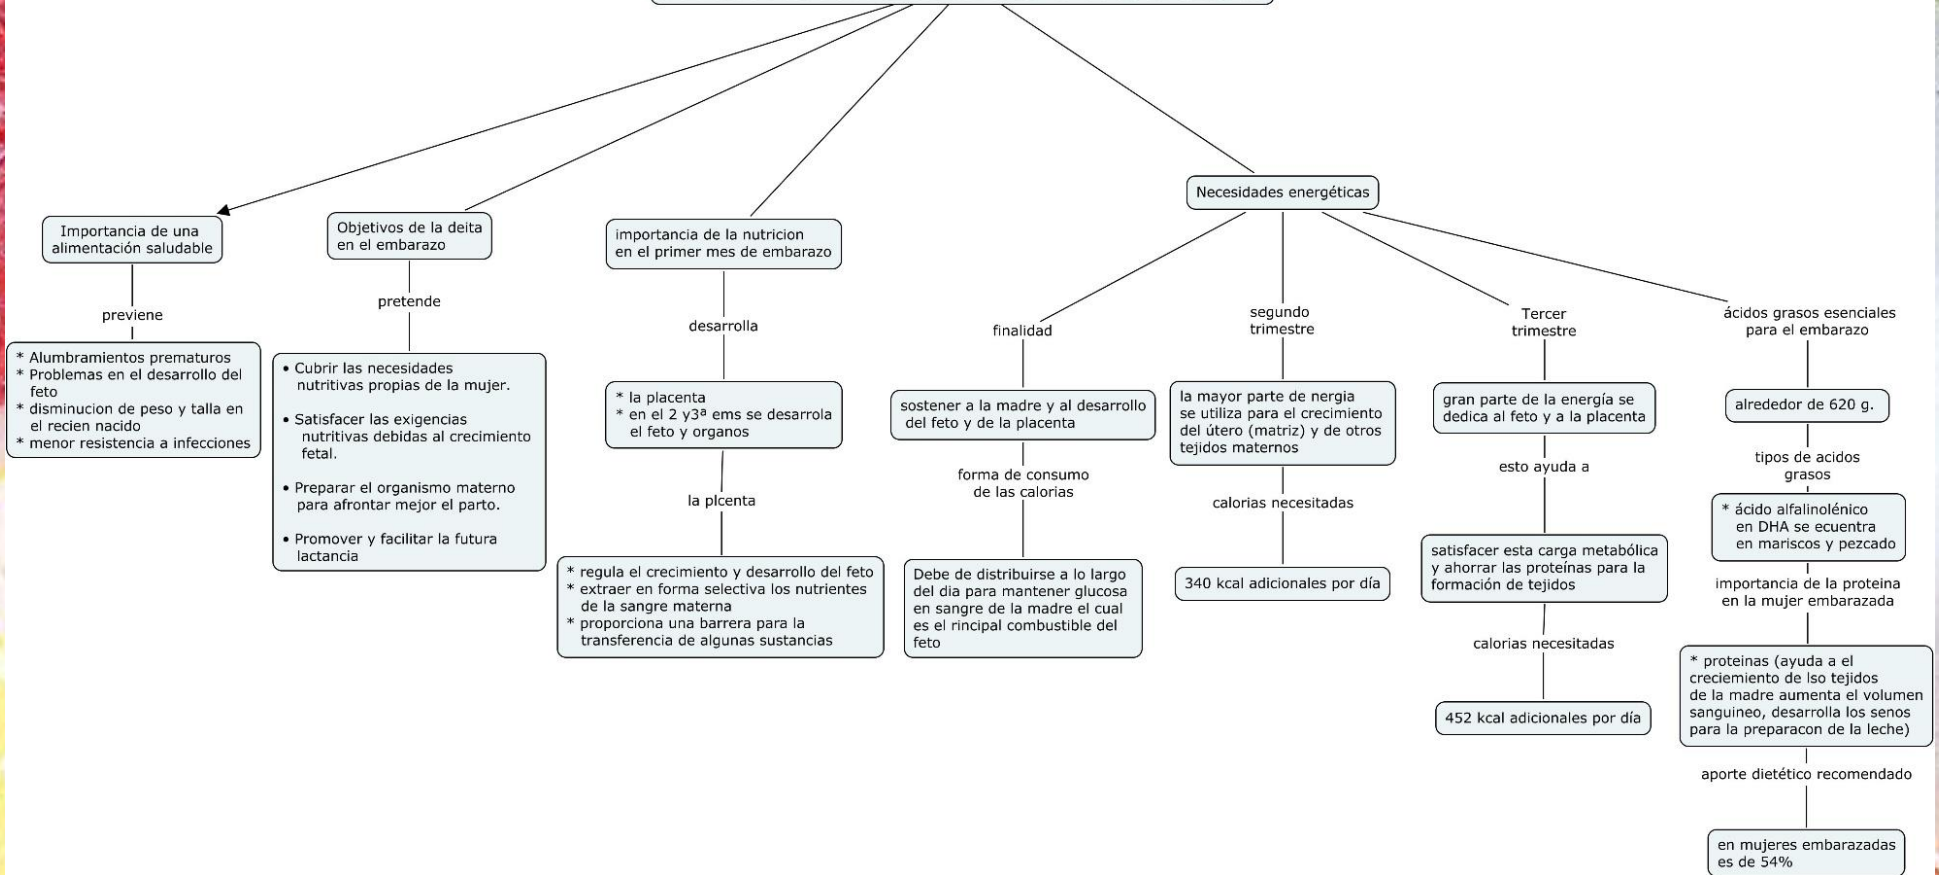 Importancia de una
alimentación saludable
previene
* Alumbramientos prematuros
* Problemas en el desarrollo del
feto
* disminucion de peso y talla en
el recien nacido
* menor resistencia a infecciones
Objetivos de la deita
en el embarazo
pretende
• Cubrir las necesidades
nutritivas propias de la mujer.
• Satisfacer las exigencias
nutritivas debidas al crecimiento
fetal.
• Preparar el organismo materno
para afrontar mejor el parto.
• Promover y facilitar la futura
lactancia
importancia de la nutricion
en el primer mes de embarazo
desarrolla
* la placenta
* en el 2 y3ª ems se desarrola
el feto y organos
la plcenta
* regula el crecimiento y desarrollo del feto
* extraer en forma selectiva los nutrientes
de la sangre materna
* proporciona una barrera para la
transferencia de algunas sustancias
Necesidades energéticas
finalidad
sostener a la madre y al desarrollo
del feto y de la placenta
forma de consumo
de las calorias
Debe de distribuirse a lo largo
del dia para mantener glucosa
en sangre de la madre el cual
es el rincipal combustible del
feto
segundo
trimestre
la mayor parte de nergia
se utiliza para el crecimiento
del útero (matriz) y de otros
tejidos maternos
calorias necesitadas
340 kcal adicionales por día
Tercer
trimestre
gran parte de la energía se
dedica al feto y a la placenta
esto ayuda a
satisfacer esta carga metabólica
y ahorrar las proteínas para la
formación de tejidos
calorias necesitadas
452 kcal adicionales por día
ácidos grasos esenciales
para el embarazo
alrededor de 620 g.
tipos de acidos
grasos
* ácido alfalinolénico
en DHA se ecuentra
en mariscos y pezcado
importancia de la proteina
en la mujer embarazada
* proteinas (ayuda a el
creciemiento de lso tejidos
de la madre aumenta el volumen
sanguineo, desarrolla los senos
para la preparacon de la leche)
aporte dietético recomendado
en mujeres embarazadas
es de 54%